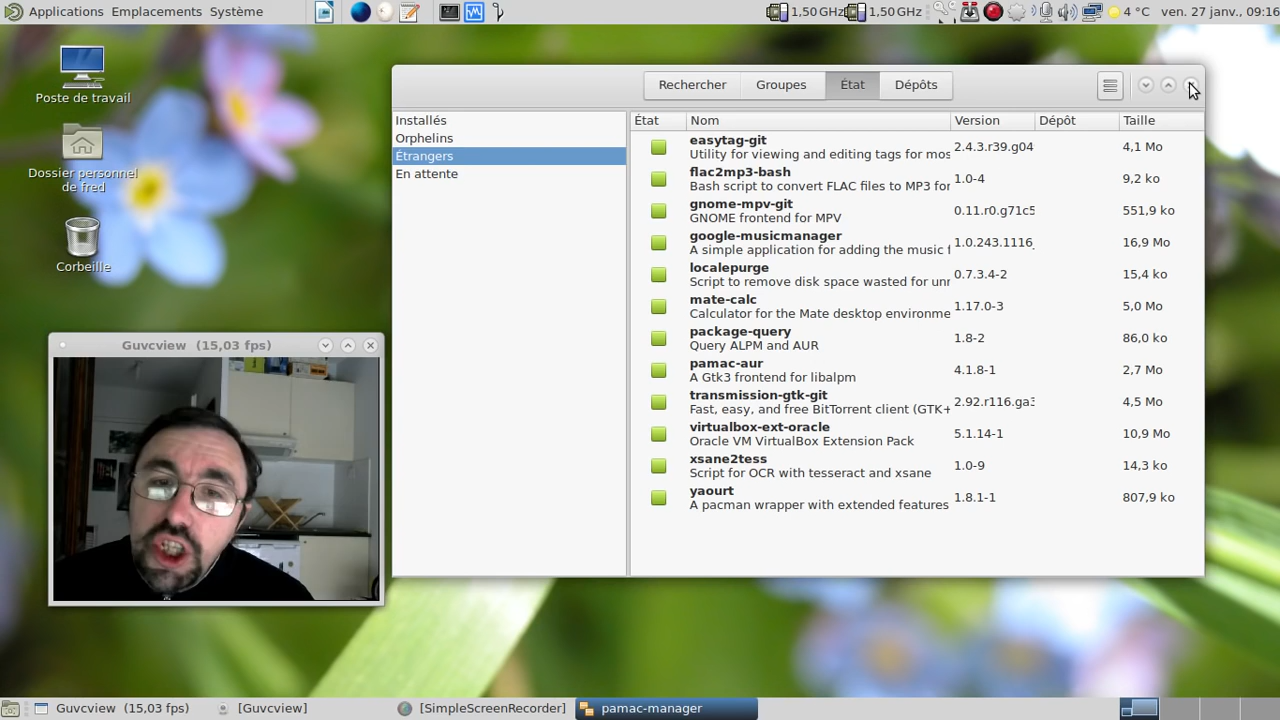 Applications Emplacements Système
1,50 GHz 1,50 GHz 4 °C ven. 27 janv., 09:16
Poste de travail
Dossier personnel
de fred
Corbeille
Rechercher Groupes État Dépôts
Installés
Orphelins
Étrangers
En attente
État Nom Version Dépôt Taille
easytag-git
Utility for viewing and editing tags for mos 2.4.3.r39.g04 4,1 Mo
flac2mp3-bash
Bash script to convert FLAC files to MP3 for 1.0-4 9,2 ko
gnome-mpv-git
GNOME frontend for MPV 0.11.r0.g71c5 551,9 ko
google-musicmanager
A simple application for adding the music f 1.0.243.1116_ 16,9 Mo
localepurge
Script to remove disk space wasted for unn 0.7.3.4-2 15,4 ko
mate-calc
Calculator for the Mate desktop environme 1.17.0-3 5,0 Mo
package-query
Query ALPM and AUR 1.8-2 86,0 ko
pamac-aur
A Gtk3 frontend for libalpm 4.1.8-1 2,7 Mo
transmission-gtk-git
Fast, easy, and free BitTorrent client (GTK+ 2.92.r116.ga3 4,5 Mo
virtualbox-ext-oracle
Oracle VM VirtualBox Extension Pack 5.1.14-1 10,9 Mo
xsane2tess
Script for OCR with tesseract and xsane 1.0-9 14,3 ko
yaourt
A pacman wrapper with extended features 1.8.1-1 807,9 ko
Guvcview (15,03 fps)
Guvcview (15,03 fps) [Guvcview] [SimpleScreenRecorder] pamac-manager